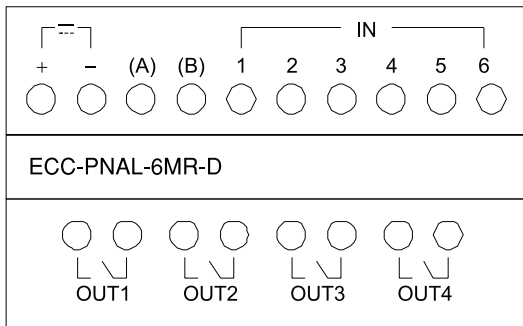 IN
+ − (A) (B) 1 2 3 4 5 6
ECC-PNAL-6MR-D
OUT1 OUT2 OUT3 OUT4